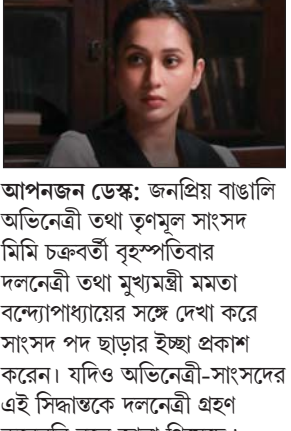 আপনজন ডেস্ক: জনপ্রিয় বাঙালি
অভিনেত্রী তথা তৃণমূল সাংসদ
মিমি চক্রবর্তী বৃহস্পতিবার
দলনেত্রী তথা মুখ্যমন্ত্রী মমতা
বন্দ্যোপাধ্যায়ের সঙ্গে দেখা করে
সাংসদ পদ ছাড়ার ইচ্ছা প্রকাশ
করেন। যদিও অভিনেত্রী-সাংসদের
এই সিদ্ধান্তকে দলনেত্রী গ্রহণ